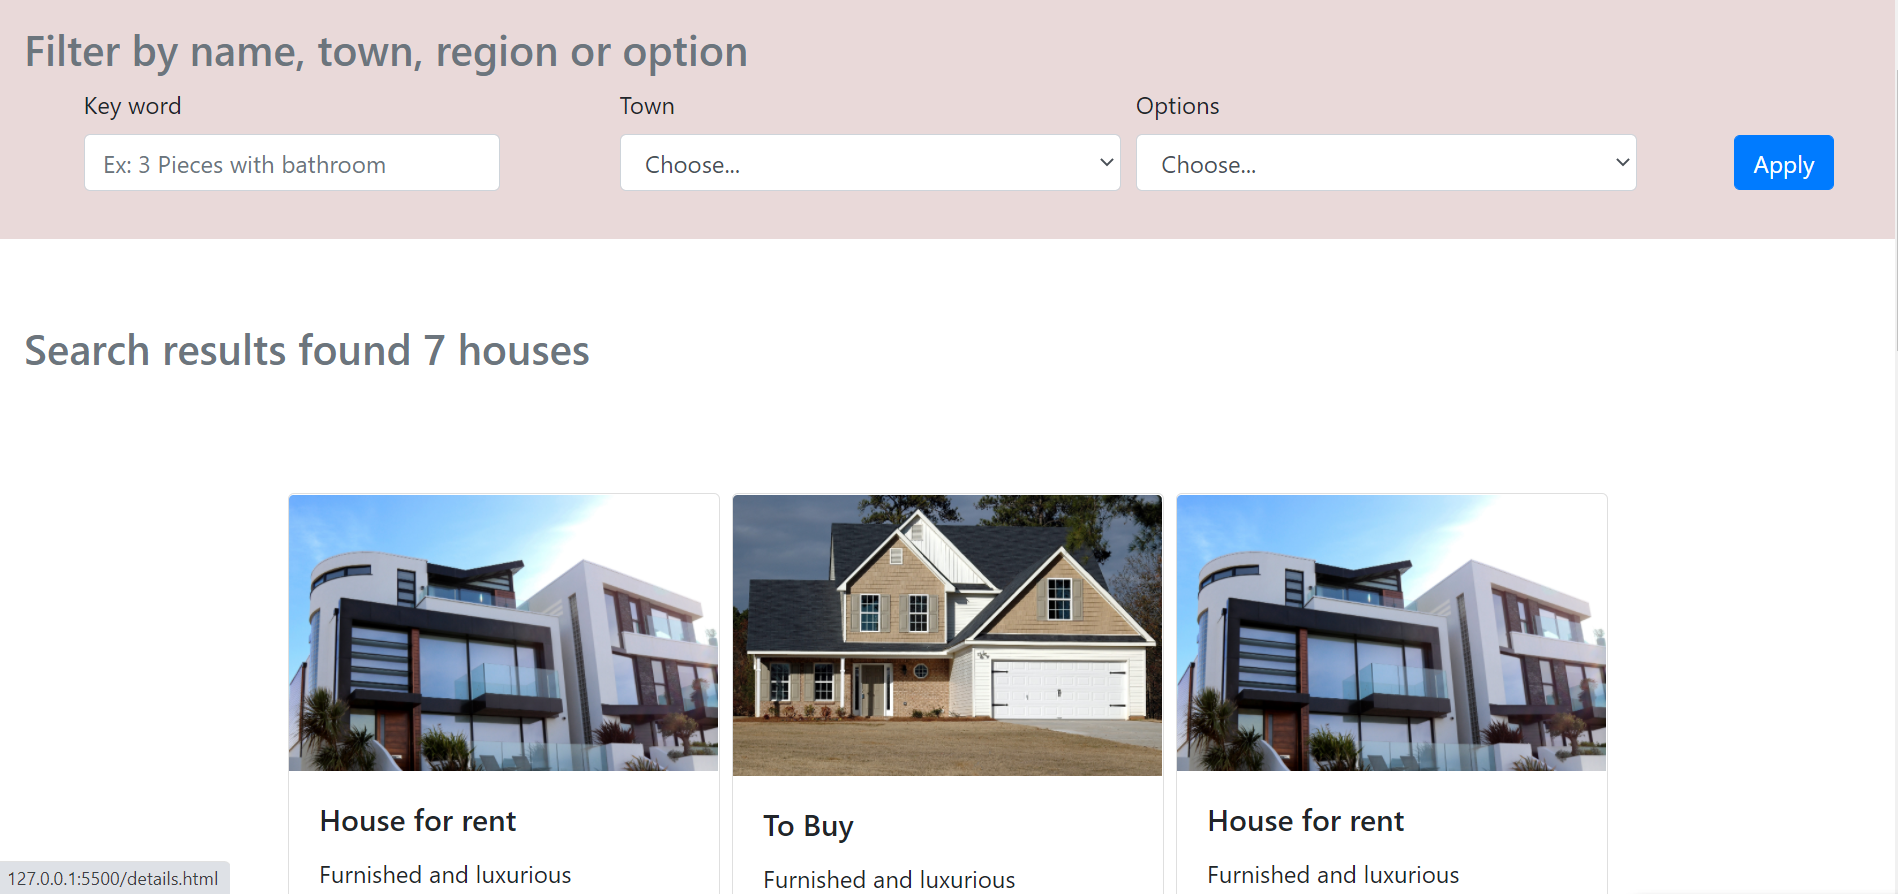 Filter by name, town, region or option
Key word
Town
Options
Ex: 3 Pieces with bathroom
Choose...
Choose...
Apply
Search results found 7 houses
House for rent
To Buy
House for rent
Furnished and luxurious
Furnished and luxurious
Furnished and luxurious
127.0.0.1:5500/details.html